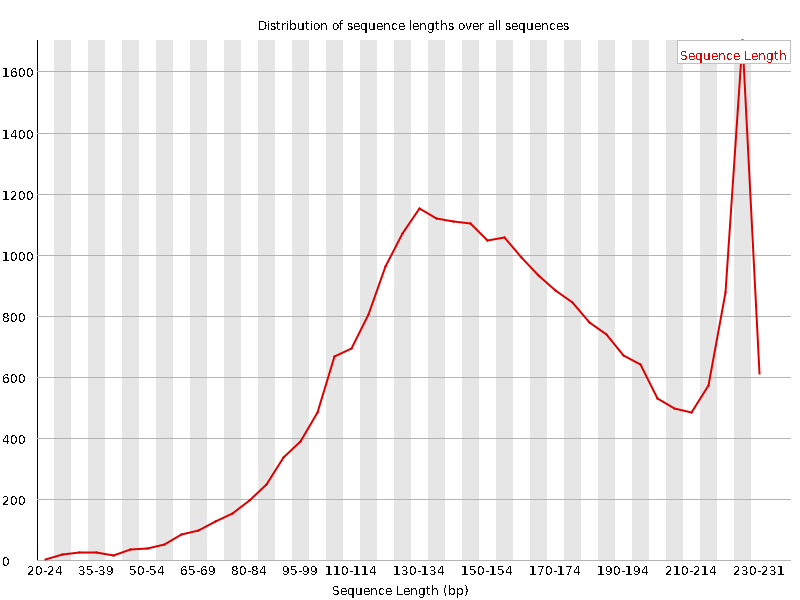 Distribution of sequence lengths over all sequences
Sequence Length
1600
1400
1200
1000
800
600
400
200
0
20-24 35-39 50-54 65-69 80-84 95-99 110-114 130-134 150-154 170-174 190-194 210-214 230-231
Sequence Length (bp)